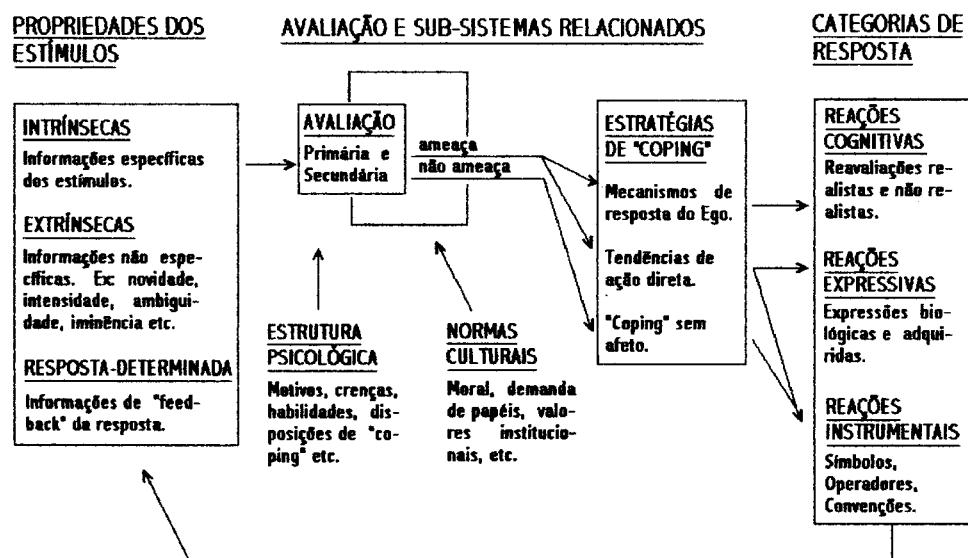 PROPRIEDADES DOS
ESTÍMULOS
AVALIAÇÃO E SUB-SISTEMAS RELACIONADOS
CATEGORIAS DE
RESPOSTA
INTRÍNSECAS
Informações específicas
dos estímulos.
EXTRÍNSECAS
Informações não espe-
cíficas. Ex: novidade,
intensidade, ambigui-
dade, iminência etc.
RESPOSTA-DETERMINADA
Informações de "feed-
back" da resposta.
AVALIAÇÃO
Primária e
Secundária
ameaça
não ameaça
ESTRUTURA
PSICOLÓGICA
Motivos, crenças,
habilidades, dis-
posições de "co-
ping" etc.
NORMAS
CULTURAIS
Moral, demanda
de papéis, valo-
res institucio-
nais, etc.
ESTRATÉGIAS
DE "COPING"
Mecanismos de
resposta do Ego.
Tendências de
ação direta.
"Coping" sem
afeto.
REAÇÕES
COGNITIVAS
Reavaliações re-
alistas e não re-
alistas.
REAÇÕES
EXPRESSIVAS
Expressões bio-
lógicas e adqui-
ridas.
REAÇÕES
INSTRUMENTAIS
Símbolos,
Operadores,
Convenções.